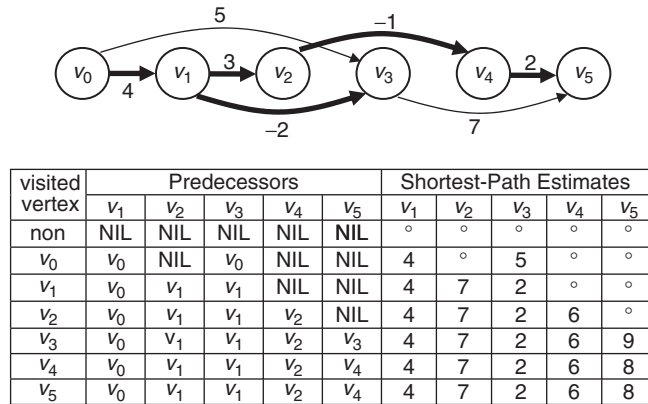 5 −1
v0 v1 v2 v3 v4 v5
4 3 2
−2 7
visited vertex Predecessors Shortest-Path Estimates
v1 v2 v3 v4 v5 v1 v2 v3 v4 v5
non NIL NIL NIL NIL NIL ° ° ° ° °
v0 v0 NIL v0 NIL NIL 4 ° 5 ° °
v1 v0 v1 v1 NIL NIL 4 7 2 ° °
v2 v0 v1 v1 v2 NIL 4 7 2 6 °
v3 v0 v1 v1 v2 v3 4 7 2 6 9
v4 v0 v1 v1 v2 v4 4 7 2 6 8
v5 v0 v1 v1 v2 v4 4 7 2 6 8